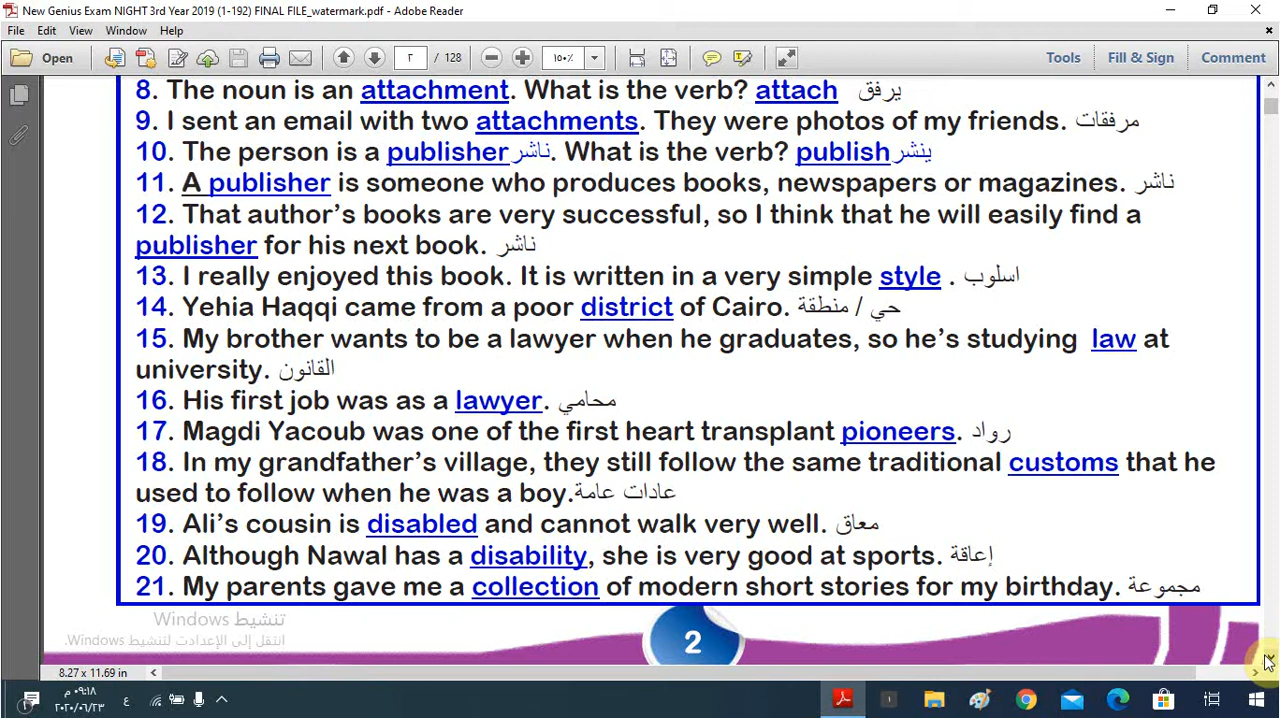 New Genius Exam NIGHT 3rd Year 2019 (1-192) FINAL FILE_watermark.pdf - Adobe Reader
File Edit View Window Help
Open ٢ / 128 ١٥٠٪ Tools Fill & Sign Comment
8. The noun is an attachment. What is the verb? attach يرفق
9. I sent an email with two attachments. They were photos of my friends. مرفقات
10. The person is a publisher ناشر. What is the verb? publish ينشر
11. A publisher is someone who produces books, newspapers or magazines. ناشر
12. That author’s books are very successful, so I think that he will easily find a
publisher for his next book. ناشر
13. I really enjoyed this book. It is written in a very simple style . اسلوب
14. Yehia Haqqi came from a poor district of Cairo. حي / منطقة
15. My brother wants to be a lawyer when he graduates, so he’s studying law at
university. القانون
16. His first job was as a lawyer. محامي
17. Magdi Yacoub was one of the first heart transplant pioneers. رواد
18. In my grandfather’s village, they still follow the same traditional customs that he
used to follow when he was a boy. عادات عامة
19. Ali’s cousin is disabled and cannot walk very well. معاق
20. Although Nawal has a disability, she is very good at sports. إعاقة
21. My parents gave me a collection of modern short stories for my birthday. مجموعة
تنشيط Windows
انتقل إلى الإعدادات لتنشيط Windows.
2
8.27 x 11.69 in
٠٩:١٨ م
٢٠٢٠/٠٦/٢٣
ع